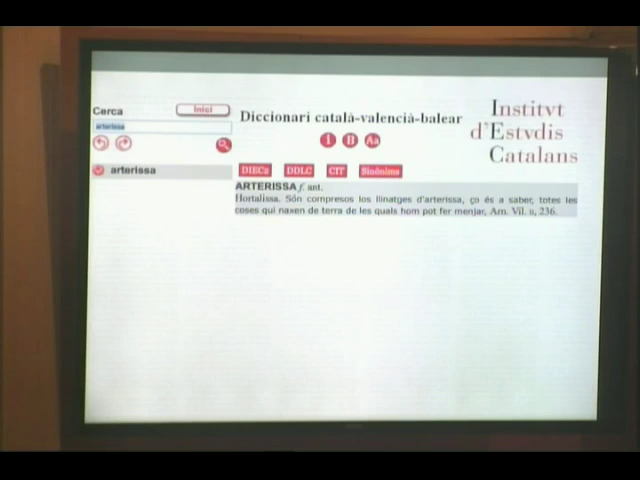 Cerca
Inici
arterissa
arterissa
Diccionari català-valencià-balear
1 B Aa
Institvt
d'Estvdis
Catalans
DIEC2 DDLC CIT Sinònims
ARTERISSA f. ant.
Hortalissa. Són compresos los llinatges d'arterissa, ço és a saber, totes les
coses qui naxen de terra de les quals hom pot fer menjar, Am. Vil. II, 236.